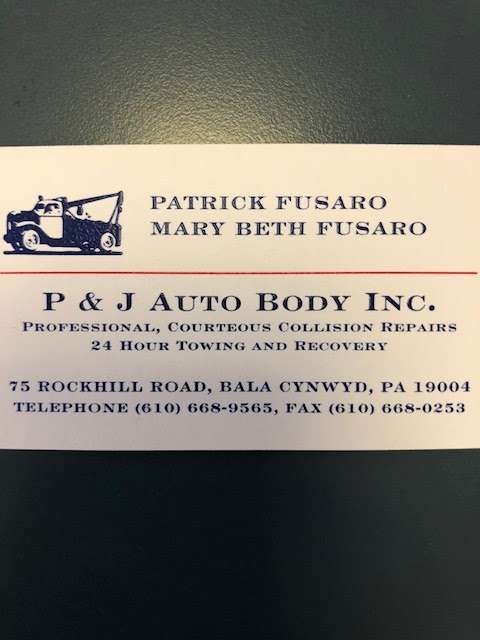 PATRICK FUSARO
MARY BETH FUSARO
P & J AUTO BODY INC.
PROFESSIONAL, COURTEOUS COLLISION REPAIRS
24 HOUR TOWING AND RECOVERY
75 ROCKHILL ROAD, BALA CYNWYD, PA 19004
TELEPHONE (610) 668-9565, FAX (610) 668-0253